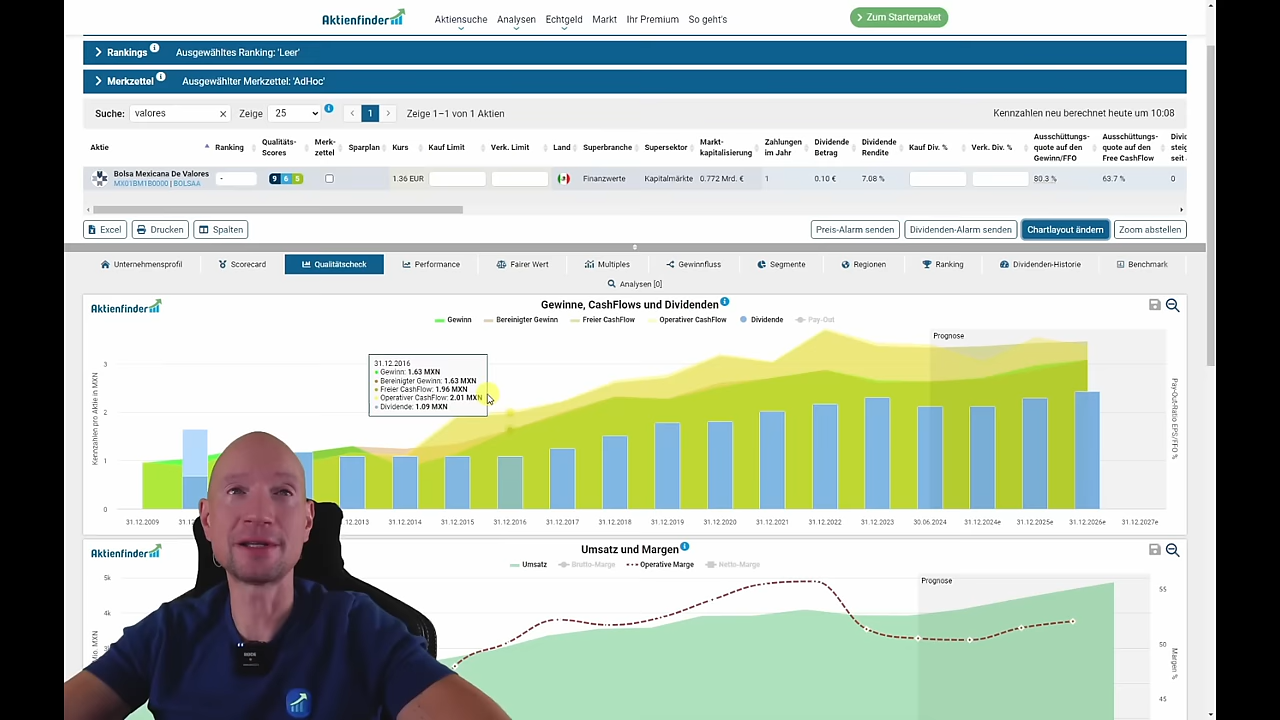 Aktienfinder Aktiensuche Analysen Echtgeld Markt Ihr Premium So geht's Zum Starterpaket
Rankings Ausgewähltes Ranking: 'Leer'
Merkzettel Ausgewählter Merkzettel: 'AdHoc'
Suche: valores Zeige 25 1 Zeige 1–1 von 1 Aktien Kennzahlen neu berechnet heute um 10:08
Aktie Ranking Qualitäts-Scores Merk-zettel Sparplan Kurs Kauf Limit Verk. Limit Land Superbranche Supersektor Markt-kapitalisierung Zahlungen im Jahr Dividende Betrag Dividende Rendite Kauf Div. % Verk. Div. % Ausschüttungs-quote auf den Gewinn/FFO Ausschüttungs-quote auf den Free CashFlow
Bolsa Mexicana De Valores - 9 6 5 1.36 EUR Finanzwerte Kapitalmärkte 0.772 Mrd. € 1 0.10 € 7.08 % 80.3 % 63.7 % 0
MX01BM1B0000 | BOLSAA
Excel Drucken Spalten Preis-Alarm senden Dividenden-Alarm senden Chartlayout ändern Zoom abstellen
Unternehmensprofil Scorecard Qualitätscheck Performance Fairer Wert Multiples Gewinnfluss Segmente Regionen Ranking Dividenden-Historie Benchmark
Analysen [0]
Aktienfinder Gewinne, CashFlows und Dividenden
Gewinn Bereinigter Gewinn Freier CashFlow Operativer CashFlow Dividende Pay-Out
Prognose
31.12.2016
Gewinn: 1.63 MXN
Bereinigter Gewinn: 1.63 MXN
Freier CashFlow: 1.96 MXN
Operativer CashFlow: 2.01 MXN
Dividende: 1.09 MXN
Kennzahlen pro Aktie in MXN
3
2
1
0
Pay-Out-Ratio EPS/FFO %
31.12.2009 2.2013 31.12.2014 31.12.2015 31.12.2016 31.12.2017 31.12.2018 31.12.2019 31.12.2020 31.12.2021 31.12.2022 31.12.2023 30.06.2024 31.12.2024e 31.12.2025e 31.12.2026e 31.12.2027e
Aktienfinder Umsatz und Margen
Umsatz Brutto-Marge Operative Marge Netto-Marge
Prognose
5k
4k
55
50
45
Margen %